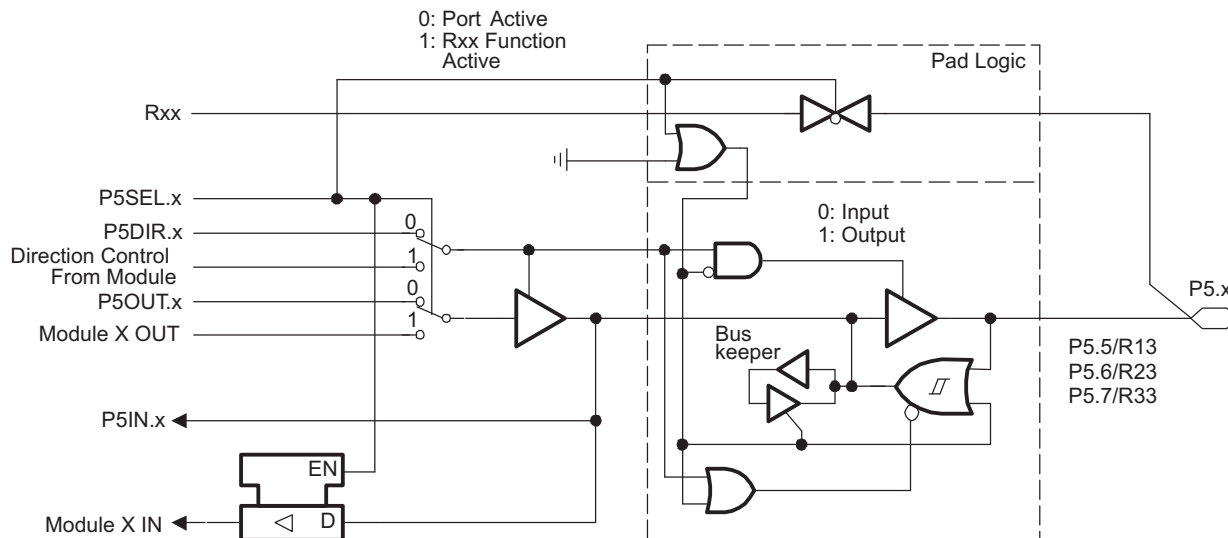 0: Port Active
1: Rxx Function
Active
Pad Logic
Rxx
P5SEL.x
P5DIR.x
0
Direction Control
From Module
1
P5OUT.x
0
Module X OUT
1
0: Input
1: Output
P5.x
Bus
keeper
P5.5/R13
P5.6/R23
P5.7/R33
P5IN.x
EN
Module X IN
D